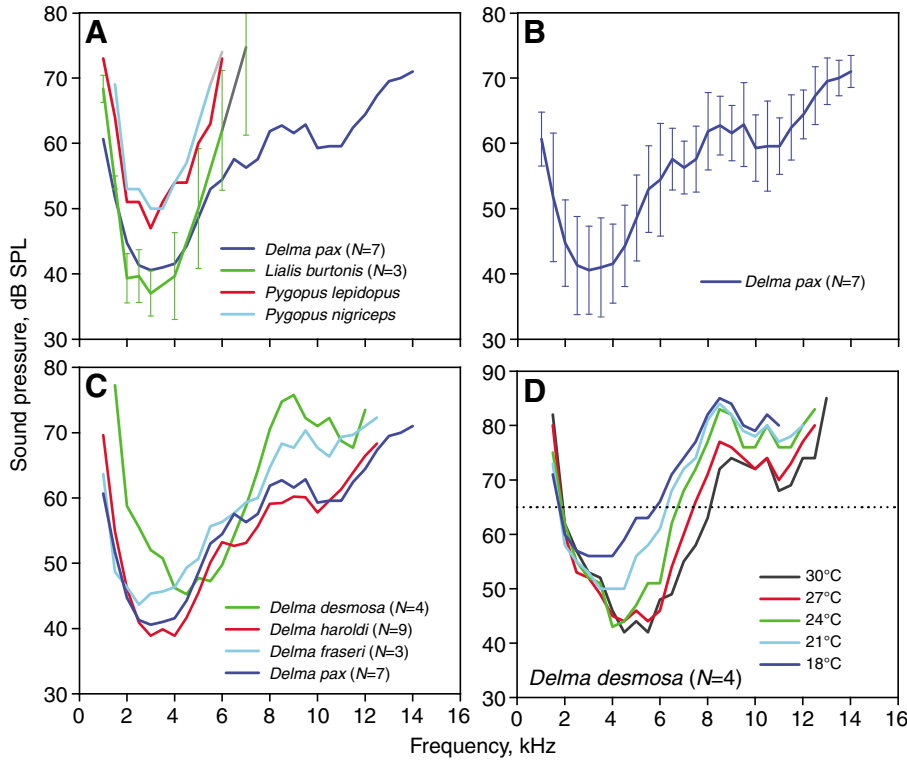 A
80
70
60
50
40
30
Delma pax (N=7)
Lialis burtonis (N=3)
Pygopus lepidopus
Pygopus nigriceps
B
80
70
60
50
40
30
Delma pax (N=7)
Sound pressure, dB SPL
C
80
70
60
50
40
30
Delma desmosa (N=4)
Delma haroldi (N=9)
Delma fraseri (N=3)
Delma pax (N=7)
0 2 4 6 8 10 12 14 16
D
90
80
70
60
50
40
30
30°C
27°C
24°C
21°C
18°C
Delma desmosa (N=4)
0 2 4 6 8 10 12 14 16
Frequency, kHz